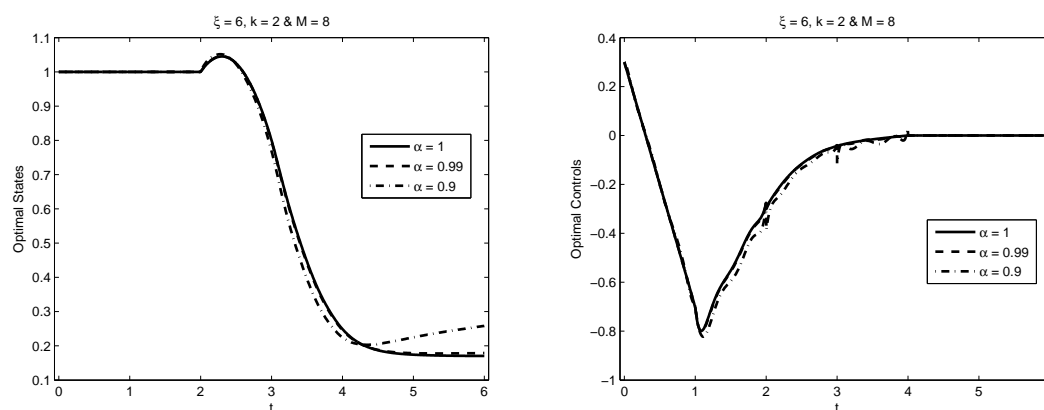 ξ = 6, k = 2 & M = 8
1.1
1
0.9
0.8
0.7
0.6
0.5
0.4
0.3
0.2
0.1
0 1 2 3 4 5 6
t
Optimal States
α = 1
α = 0.99
α = 0.9
ξ = 6, k = 2 & M = 8
0.4
0.2
0
−0.2
−0.4
−0.6
−0.8
−1
0 1 2 3 4 5
t
Optimal Controls
α = 1
α = 0.99
α = 0.9